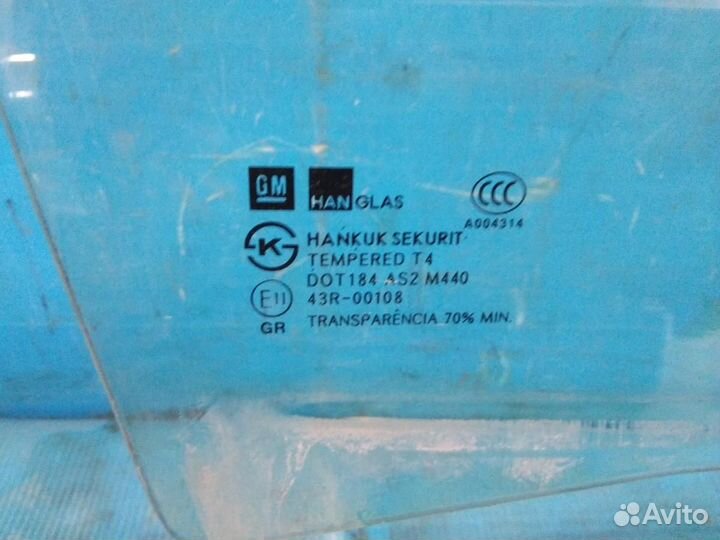 GM HANGLAS CCC
A004314
K HANKUK SEKURIT
TEMPERED T4
DOT184 AS2 M440
E11 43R-00108
GR TRANSPARÊNCIA 70% MIN.
Avito